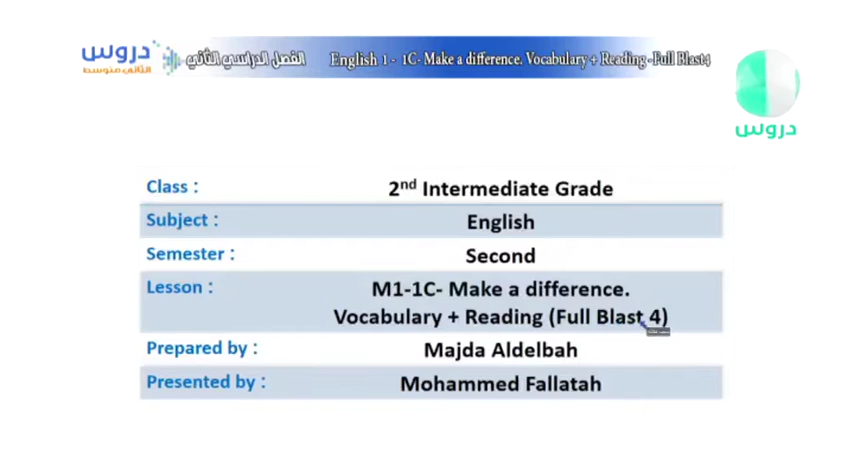 دروس
الثاني متوسط
الفصل الدراسي الثاني
English 1 - 1C- Make a difference. Vocabulary + Reading -Full Blast4
دروس
Class : 2nd Intermediate Grade
Subject : English
Semester : Second
Lesson : M1-1C- Make a difference.
Vocabulary + Reading (Full Blast 4)
Prepared by : Majda Aldelbah
Presented by : Mohammed Fallatah